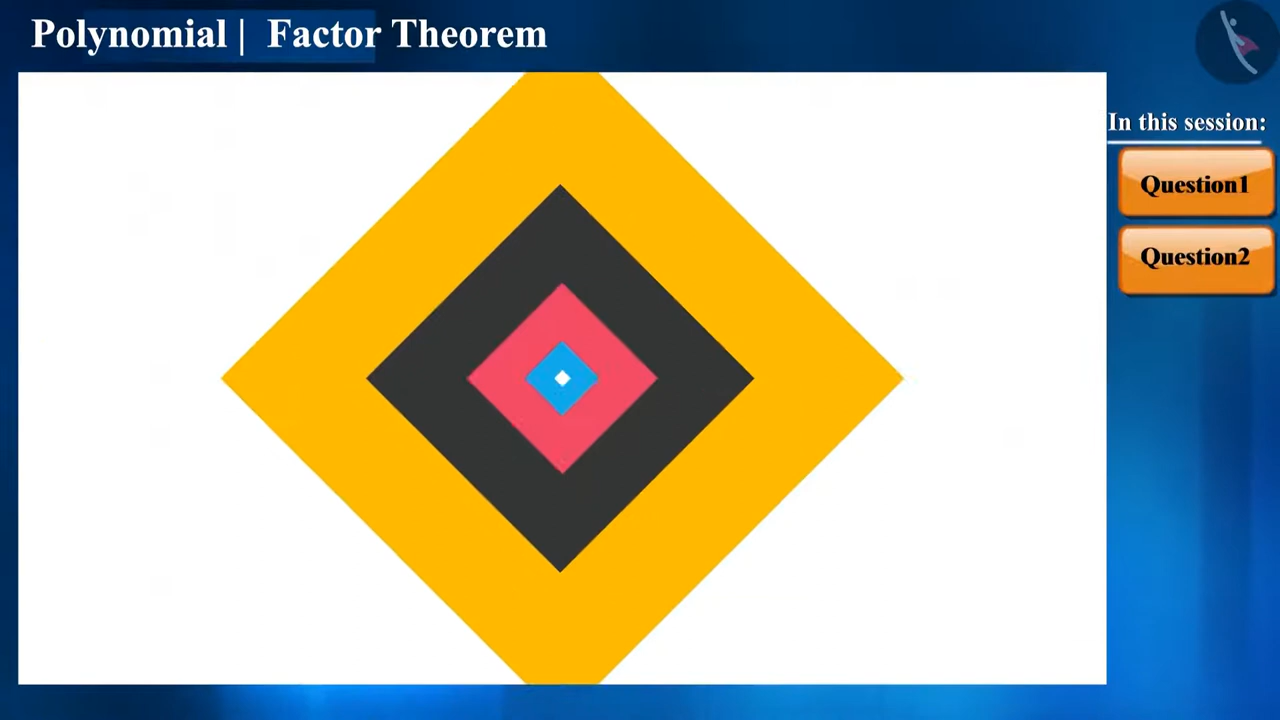 Polynomial | Factor Theorem
In this session:
Question1
Question2